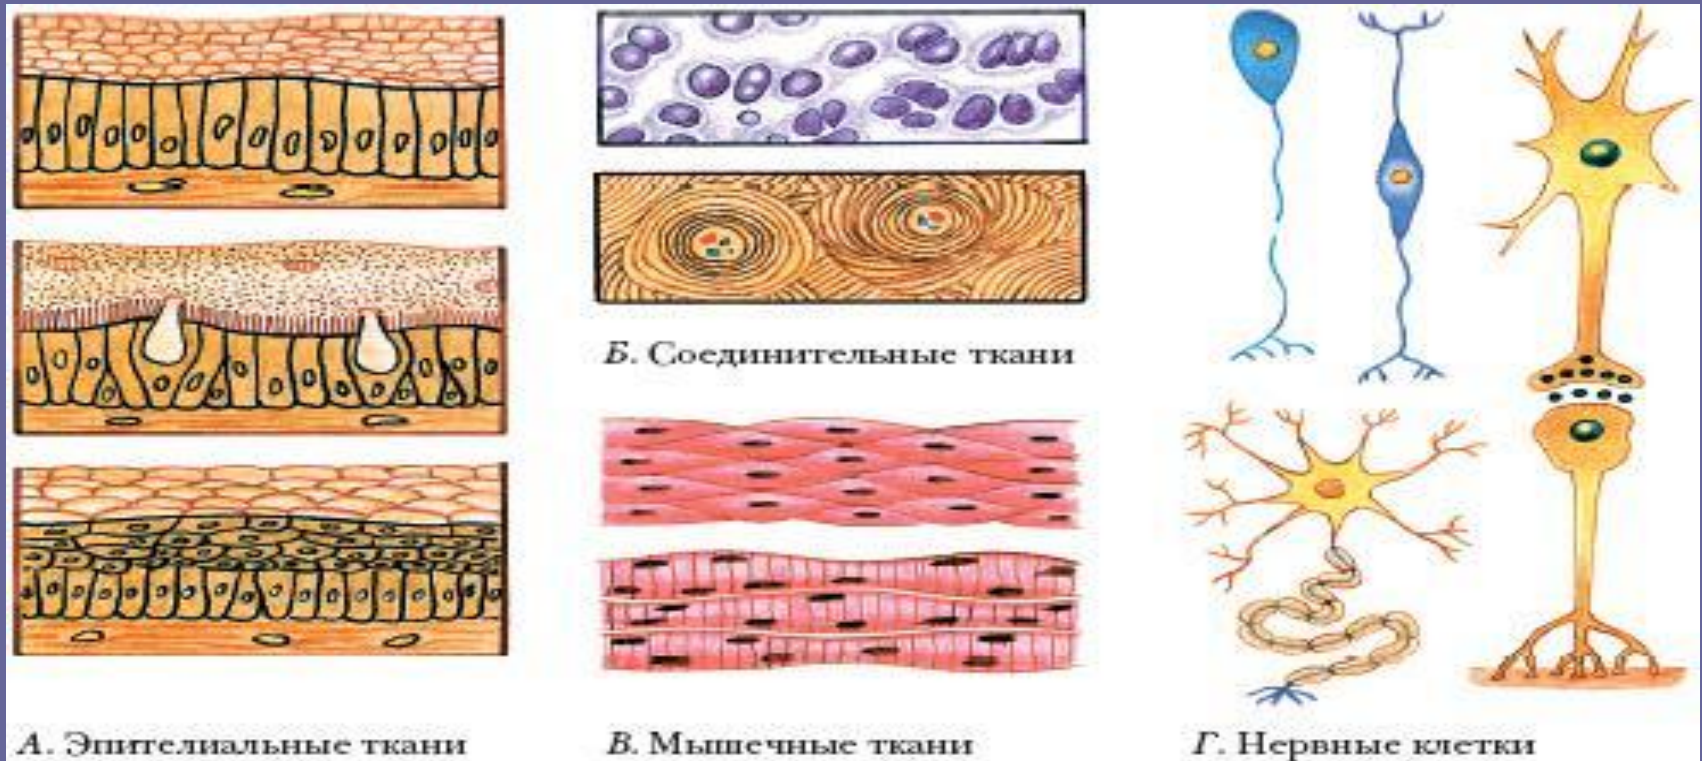 Б. Соединительные ткани
А. Эпителиальные ткани
В. Мышечные ткани
Г. Нервные клетки